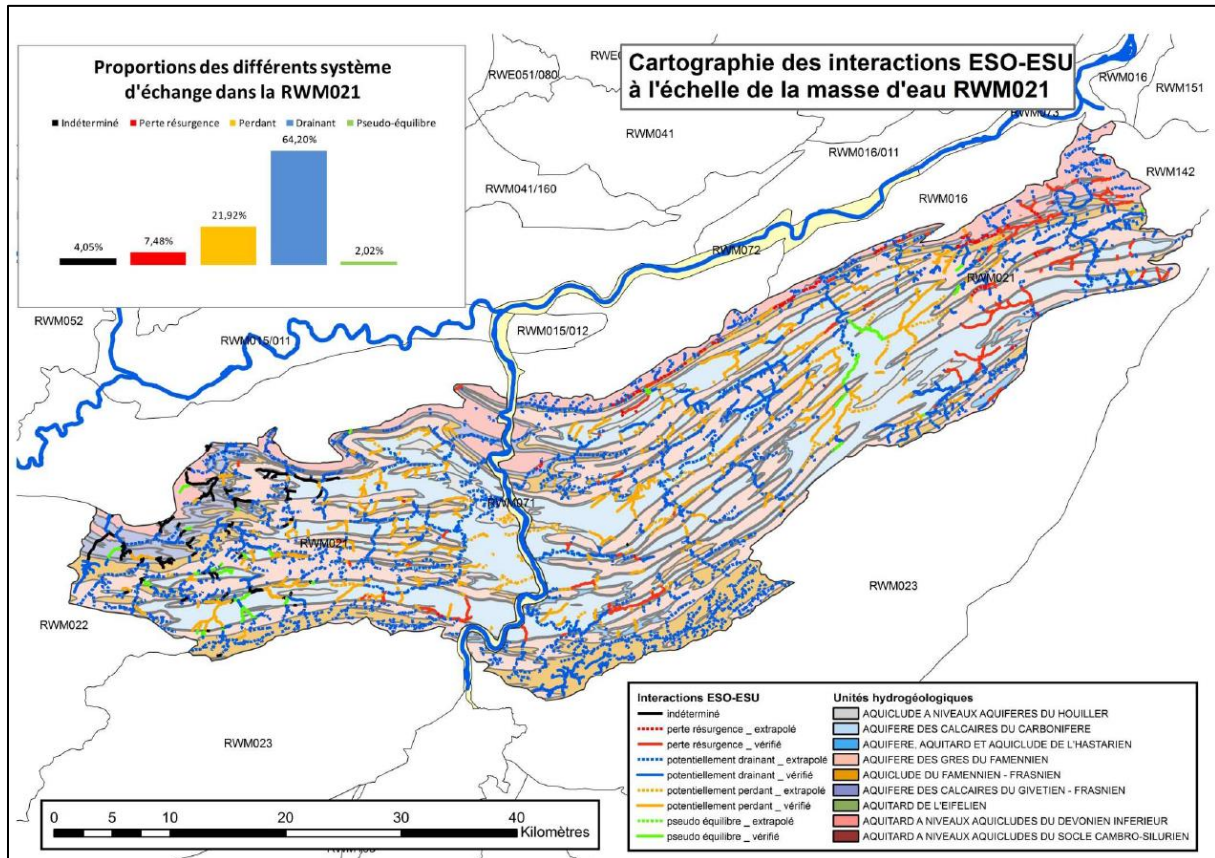 Cartographie des interactions ESO-ESU
à l'échelle de la masse d'eau RWM021
Proportions des différents système
d'échange dans la RWM021
Indéterminé Perte résurgence Perdant Drainant Pseudo-équilibre
4,05%
7,48%
21,92%
64,20%
2,02%
RWE051/080
RWM041
RWM016
RWM151
RWM016/011
RWM142
RWM041/160
RWM016
RWM072
RWM021
RWM052
RWM015/011
RWM015/012
RWM071
RWM021
RWM022
RWM023
RWM023
Interactions ESO-ESU
indéterminé
perte résurgence _ extrapolé
perte résurgence _ vérifié
potentiellement drainant _ extrapolé
potentiellement drainant _ vérifié
potentiellement perdant _ extrapolé
potentiellement perdant _ vérifié
pseudo équilibre _ extrapolé
pseudo équilibre _ vérifié
Unités hydrogéologiques
AQUICLUDE A NIVEAUX AQUIFERES DU HOUILLER
AQUIFERE DES CALCAIRES DU CARBONIFERE
AQUIFERE, AQUITARD ET AQUICLUDE DE L'HASTARIEN
AQUIFERE DES GRES DU FAMENNIEN
AQUICLUDE DU FAMENNIEN - FRASNIEN
AQUIFERE DES CALCAIRES DU GIVETIEN - FRASNIEN
AQUITARD DE L'EIFELIEN
AQUITARD A NIVEAUX AQUICLUDES DU DEVONIEN INFERIEUR
AQUITARD A NIVEAUX AQUICLUDES DU SOCLE CAMBRO-SILURIEN
0 5 10 20 30 40
Kilomètres